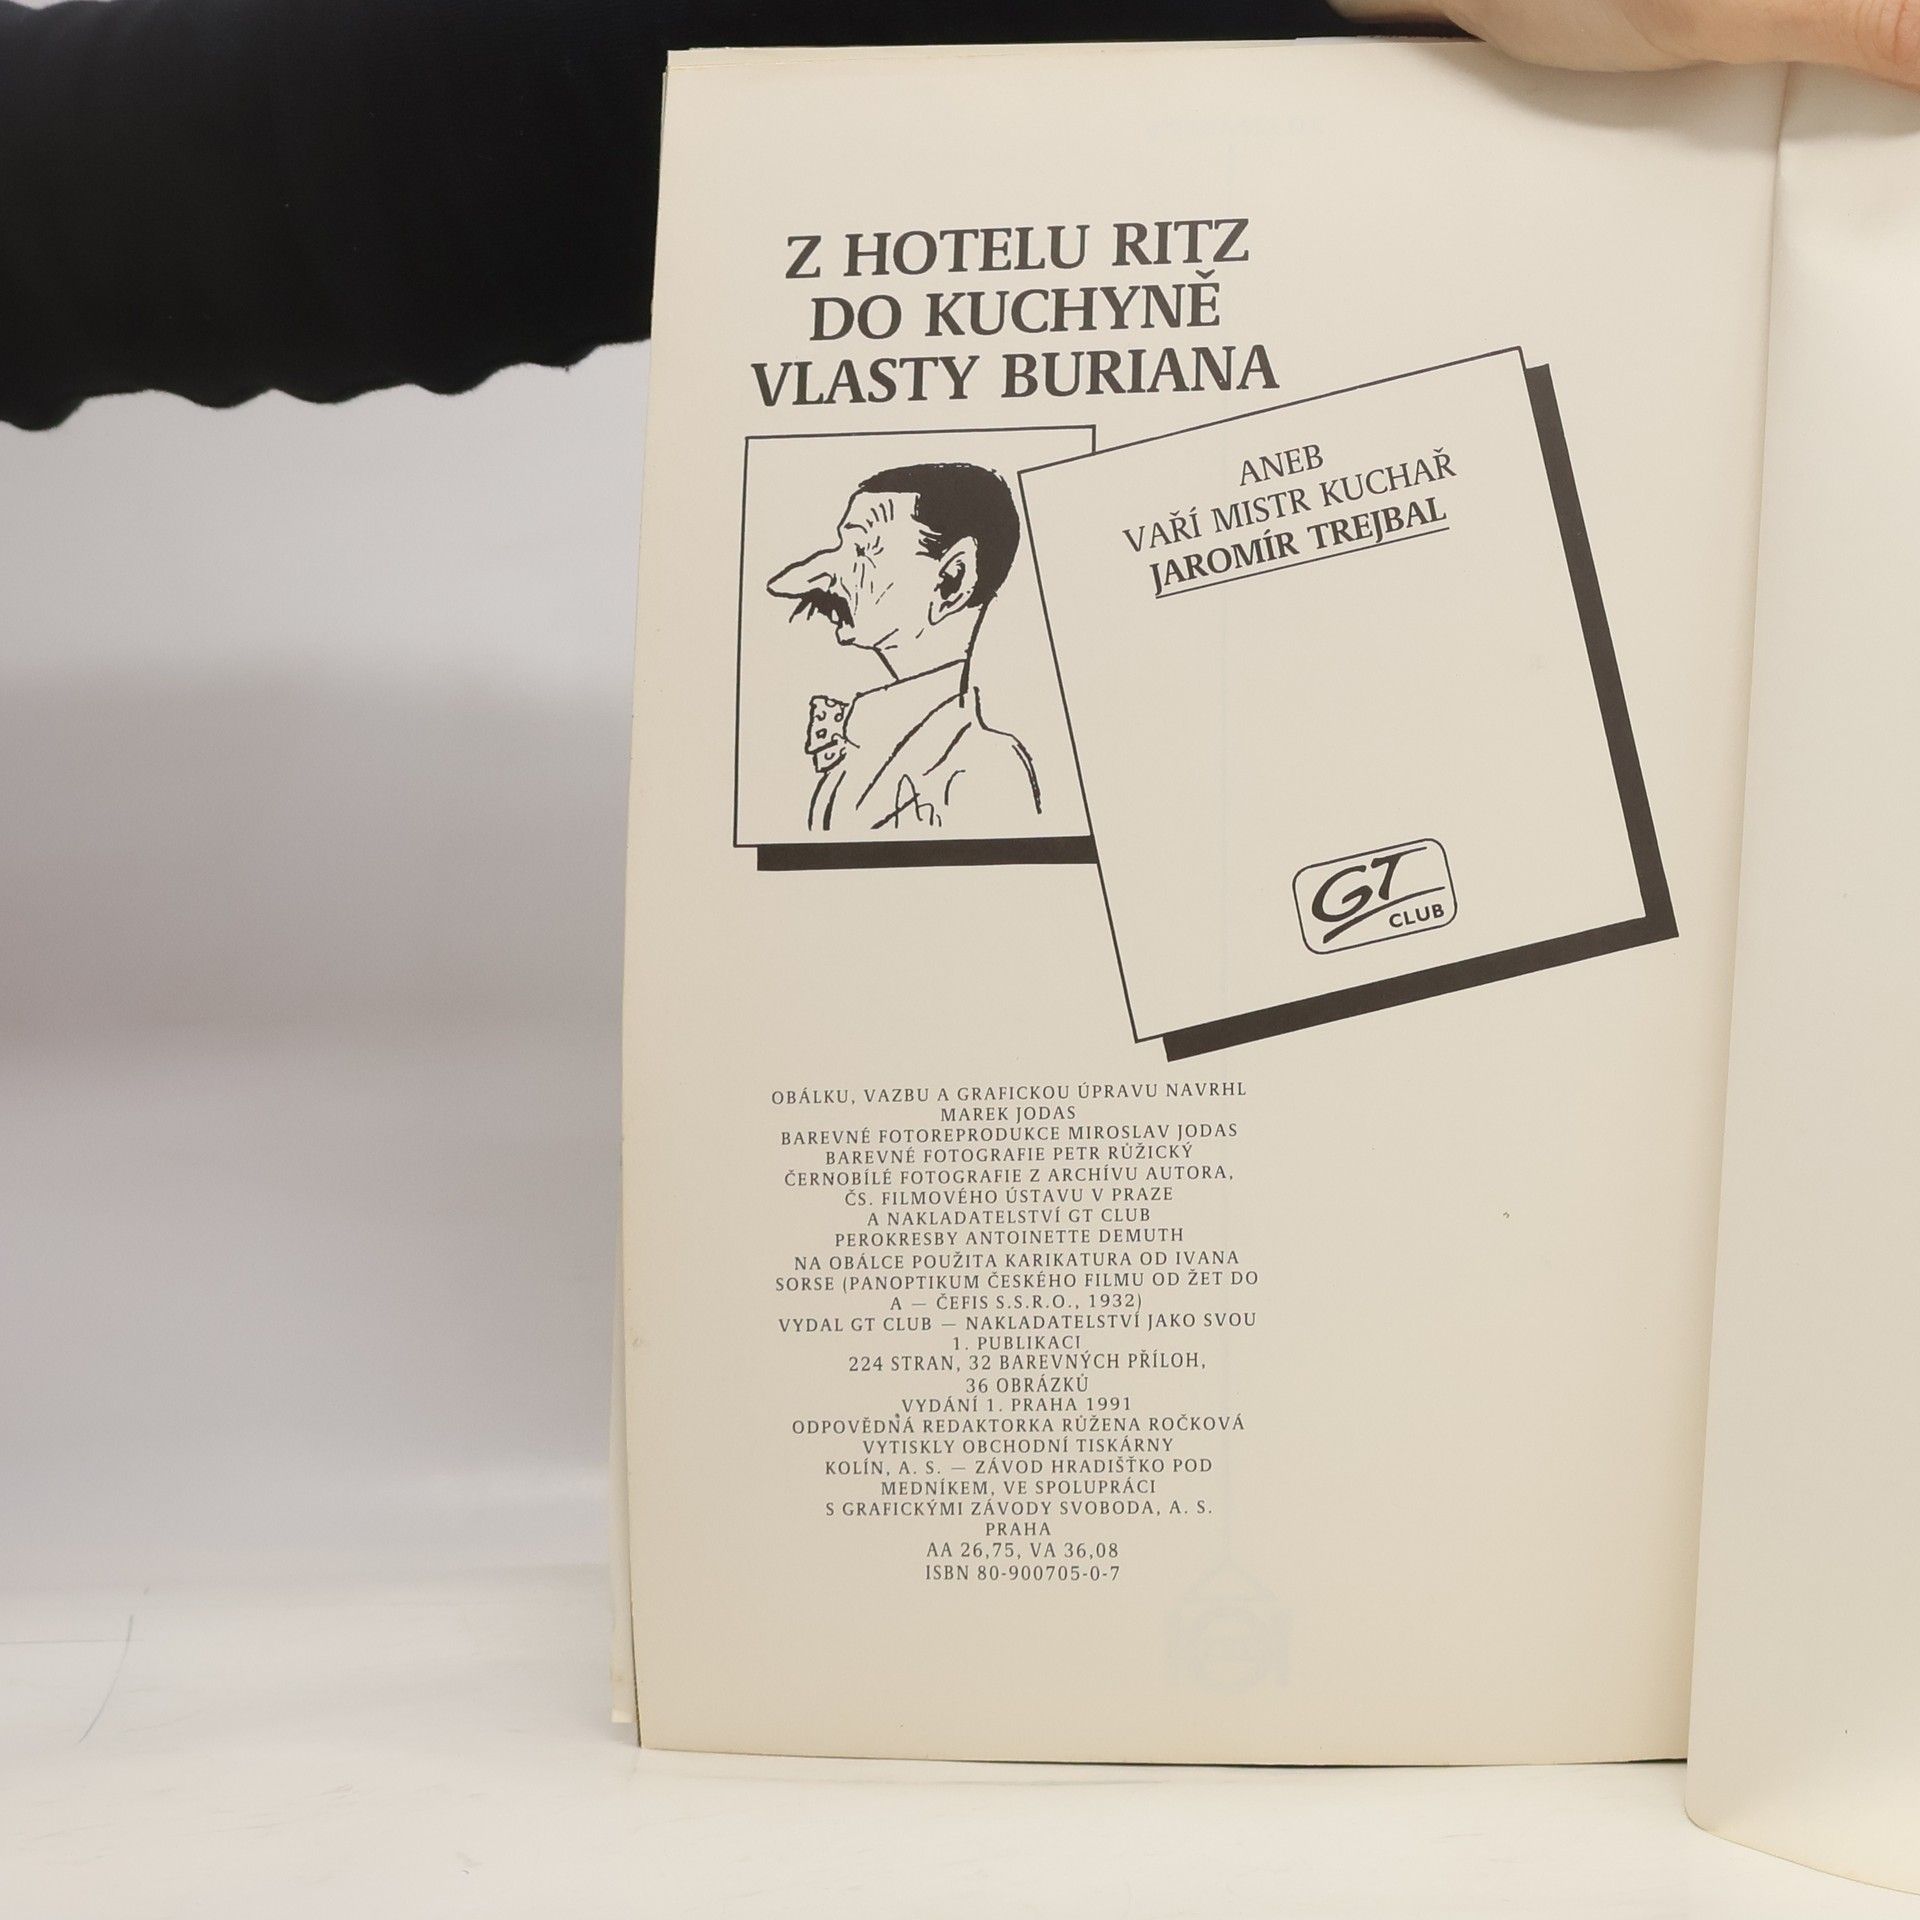 Z HOTELU RITZ
DO KUCHYNĚ
VLASTY BURIANA
ANEB
VAŘÍ MISTR KUCHAŘ
JAROMÍR TREJBAL
GT
CLUB
OBÁLKU, VAZBU A GRAFICKOU ÚPRAVU NAVRHL
MAREK JODAS
BAREVNÉ FOTOREPRODUKCE MIROSLAV JODAS
BAREVNÉ FOTOGRAFIE PETR RŮŽICKÝ
ČERNOBÍLÉ FOTOGRAFIE Z ARCHÍVU AUTORA,
ČS. FILMOVÉHO ÚSTAVU V PRAZE
A NAKLADATELSTVÍ GT CLUB
PEROKRESBY ANTOINETTE DEMUTH
NA OBÁLCE POUŽITA KARIKATURA OD IVANA
SORSE (PANOPTIKUM ČESKÉHO FILMU OD ŽET DO
A — ČEFIS S.S.R.O., 1932)
VYDAL GT CLUB — NAKLADATELSTVÍ JAKO SVOU
1. PUBLIKACI
224 STRAN, 32 BAREVNÝCH PŘÍLOH,
36 OBRÁZKŮ
VYDÁNÍ 1. PRAHA 1991
ODPOVĚDNÁ REDAKTORKA RŮŽENA ROČKOVÁ
VYTISKLY OBCHODNÍ TISKÁRNY
KOLÍN, A. S. — ZÁVOD HRADIŠŤKO POD
MEDNÍKEM, VE SPOLUPRÁCI
S GRAFICKÝMI ZÁVODY SVOBODA, A. S.
PRAHA
AA 26,75, VA 36,08
ISBN 80-900705-0-7